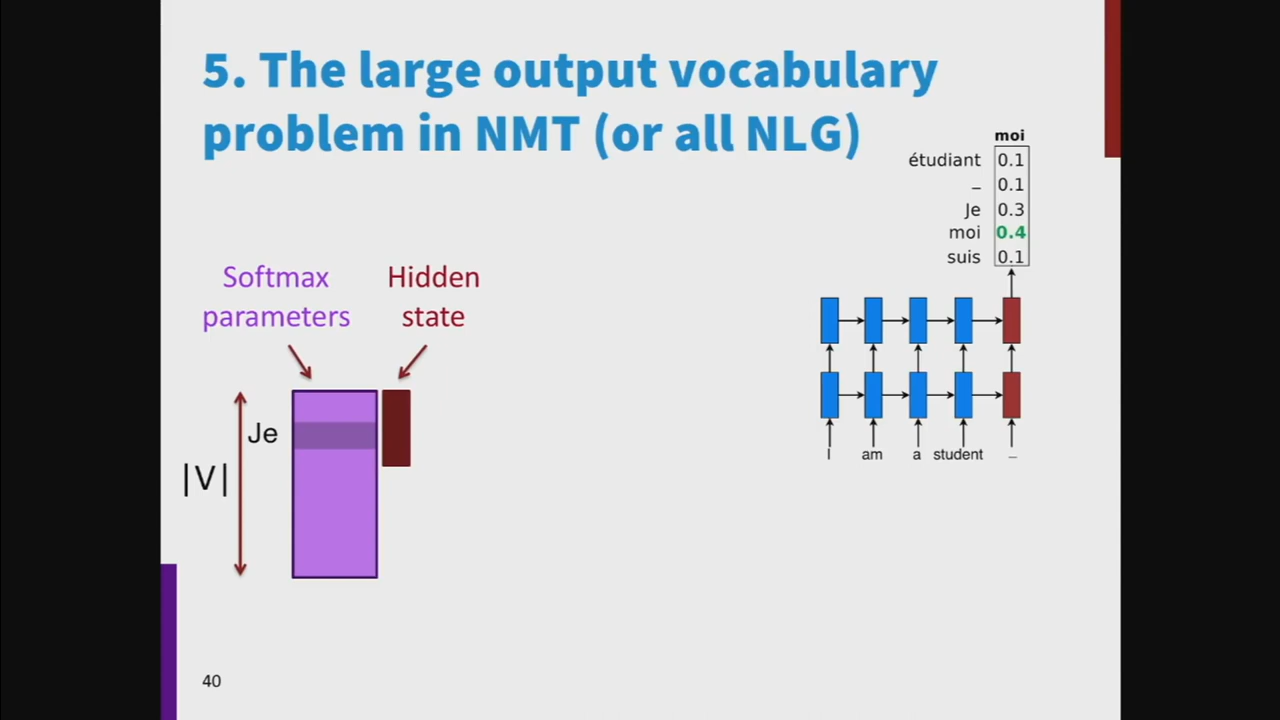 5. The large output vocabulary
problem in NMT (or all NLG)
moi
étudiant 0.1
_ 0.1
Je 0.3
moi 0.4
suis 0.1
Softmax
parameters
Hidden
state
Je
|V|
I am a student _
40